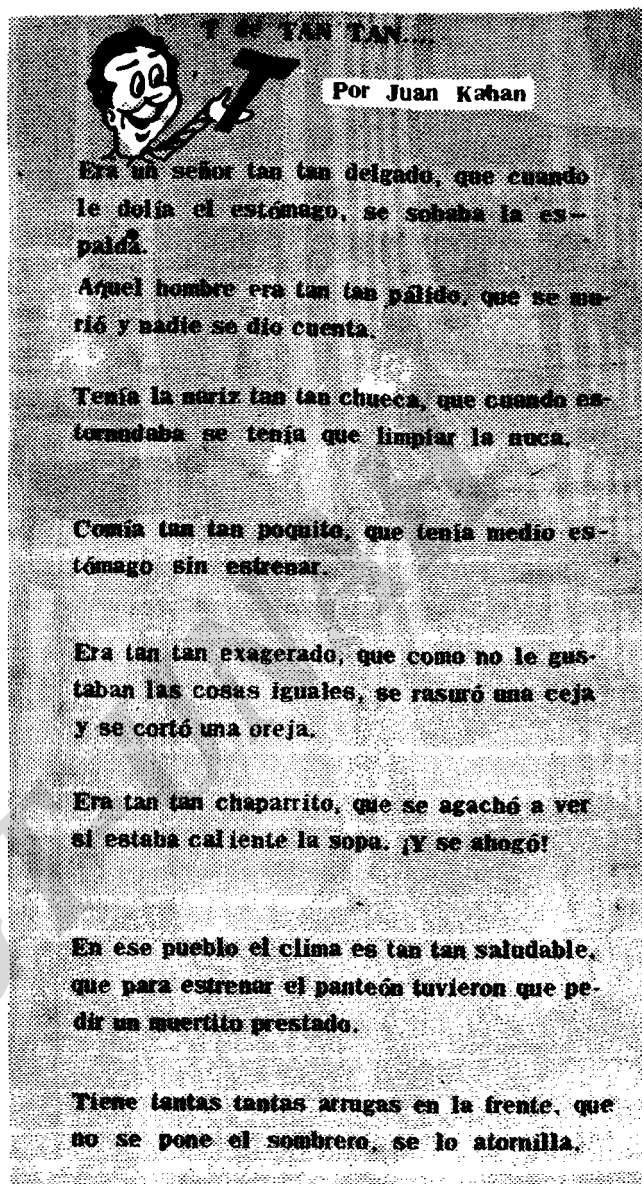 T de TAN TAN...
Por Juan Kahan
Era un señor tan tan delgado, que cuando
le dolía el estómago, se sobaba la es-
palda.
Aquel hombre era tan tan pálido, que se mu-
rió y nadie se dio cuenta.
Tenía la nariz tan tan chueca, que cuando es-
tornudaba se tenía que limpiar la nuca.
Comía tan tan poquito, que tenía medio es-
tómago sin estrenar.
Era tan tan exagerado, que como no le gus-
taban las cosas iguales, se rasuró una ceja
y se cortó una oreja.
Era tan tan chaparrito, que se agachó a ver
si estaba caliente la sopa. ¡Y se ahogó!
En ese pueblo el clima es tan tan saludable,
que para estrenar el panteón tuvieron que pe-
dir un muertito prestado.
Tiene tantas tantas arrugas en la frente, que
no se pone el sombrero, se lo atornilla.